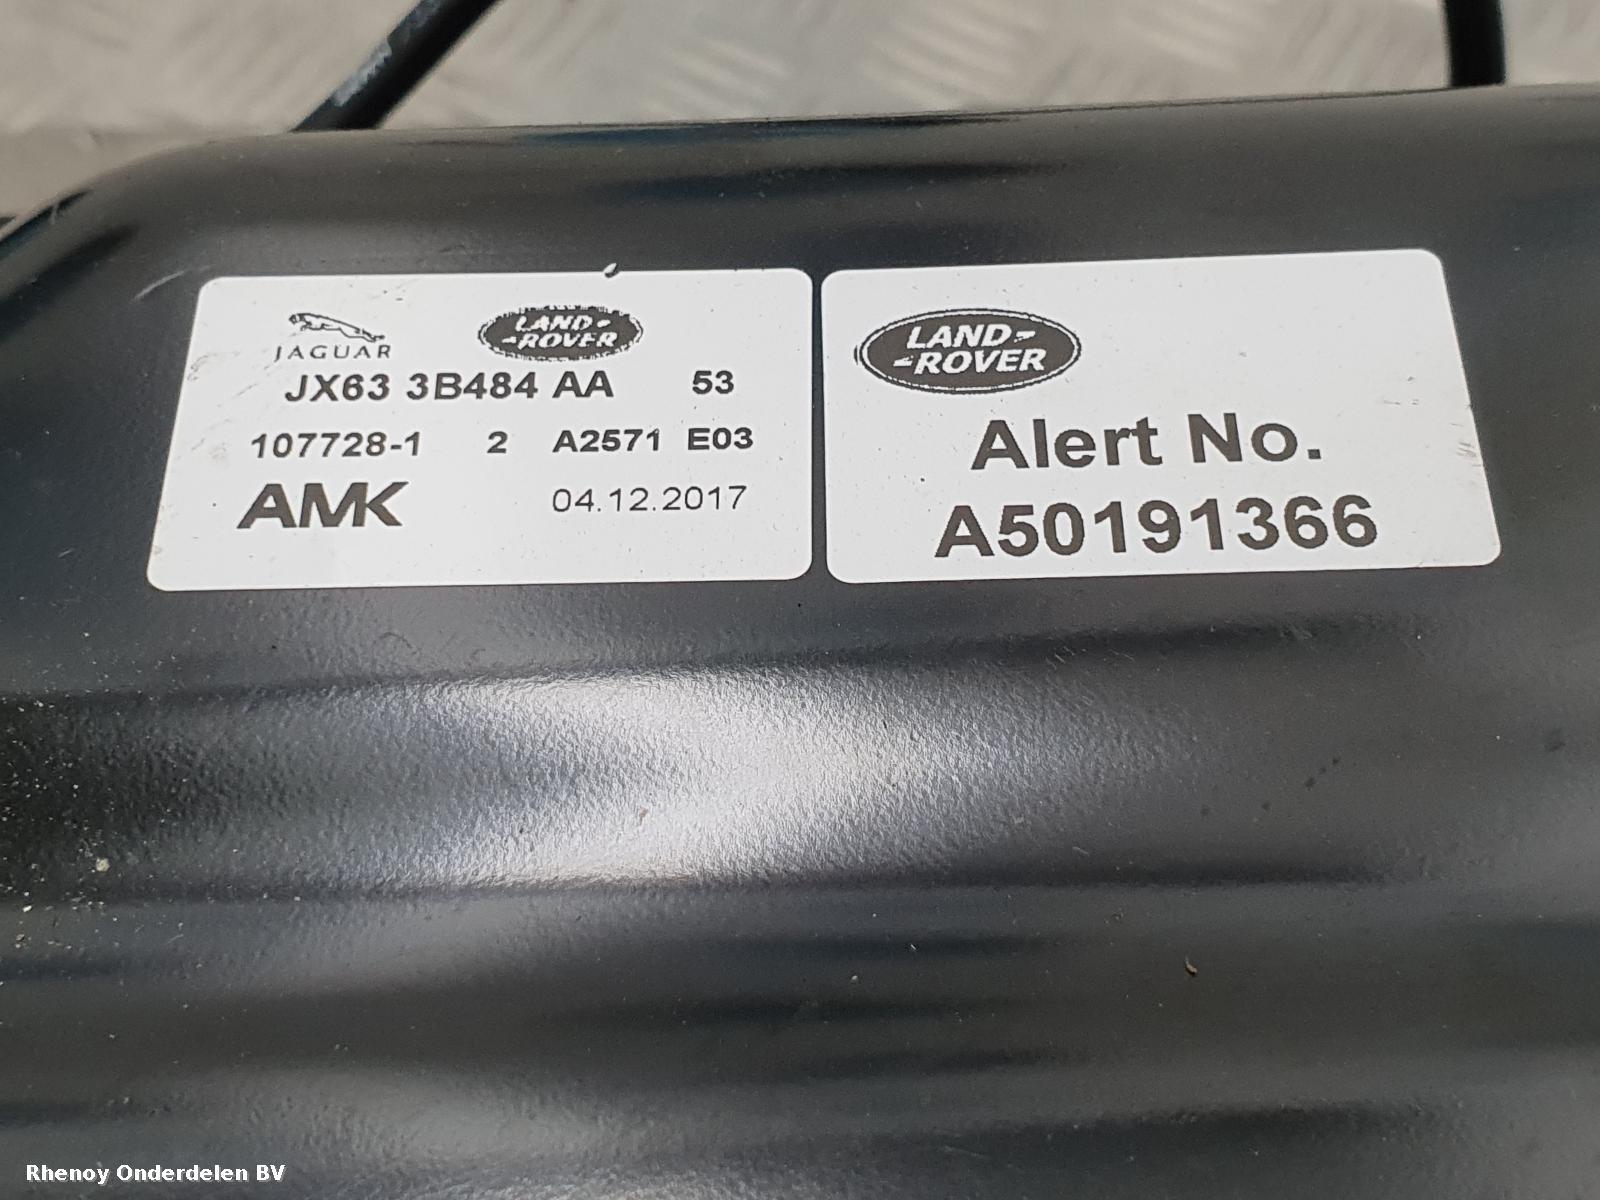 JAGUAR
LAND-
-ROVER
JX63 3B484 AA 53
107728-1 2 A2571 E03
AMK 04.12.2017
LAND-
-ROVER
Alert No.
A50191366
Rhenoy Onderdelen BV